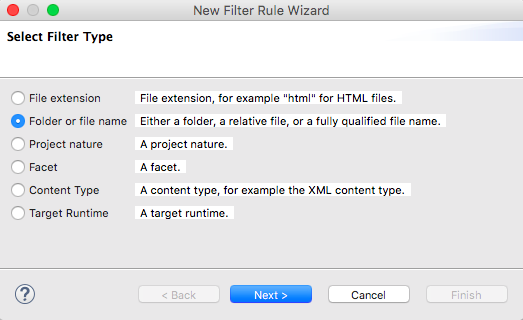 New Filter Rule Wizard
Select Filter Type
File extension File extension, for example "html" for HTML files.
Folder or file name Either a folder, a relative file, or a fully qualified file name.
Project nature A project nature.
Facet A facet.
Content Type A content type, for example the XML content type.
Target Runtime A target runtime.
? < Back Next > Cancel Finish